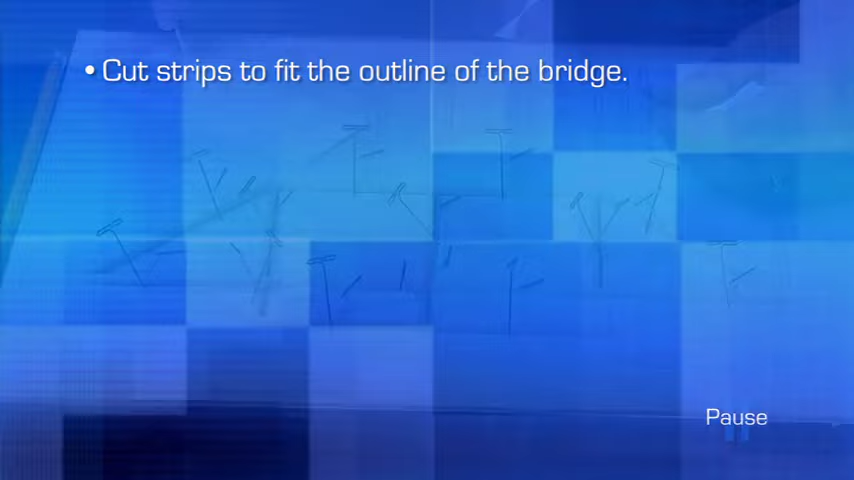 • Cut strips to fit the outline of the bridge.
Pause